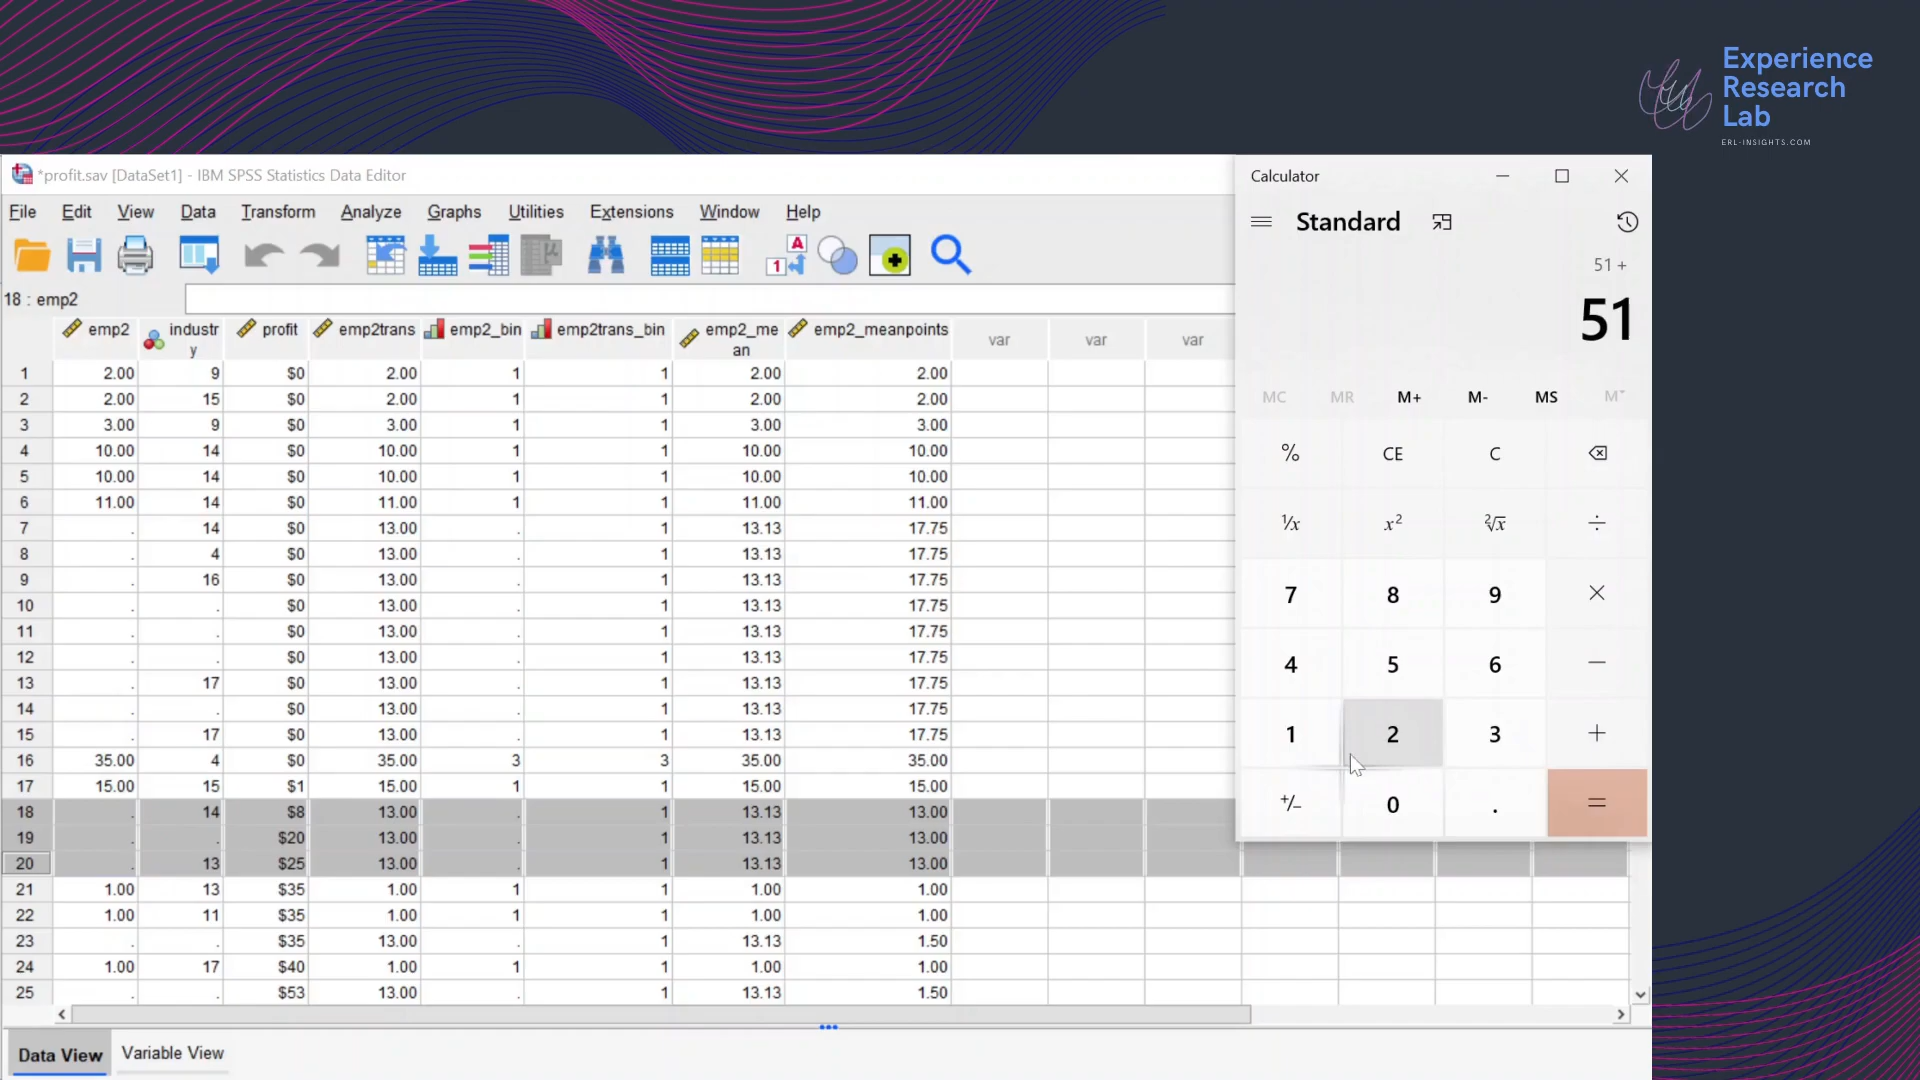 Experience
Research
Lab
ERL-INSIGHTS.COM
*profit.sav [DataSet1] - IBM SPSS Statistics Data Editor
File Edit View Data Transform Analyze Graphs Utilities Extensions Window Help
A
1
18 : emp2
emp2 industry profit emp2trans emp2_bin emp2trans_bin emp2_mean emp2_meanpoints var var var
1 2.00 9 $0 2.00 1 1 2.00 2.00
2 2.00 15 $0 2.00 1 1 2.00 2.00
3 3.00 9 $0 3.00 1 1 3.00 3.00
4 10.00 14 $0 10.00 1 1 10.00 10.00
5 10.00 14 $0 10.00 1 1 10.00 10.00
6 11.00 14 $0 11.00 1 1 11.00 11.00
7 . 14 $0 13.00 . 1 13.13 17.75
8 . 4 $0 13.00 . 1 13.13 17.75
9 . 16 $0 13.00 . 1 13.13 17.75
10 . . $0 13.00 . 1 13.13 17.75
11 . . $0 13.00 . 1 13.13 17.75
12 . . $0 13.00 . 1 13.13 17.75
13 . 17 $0 13.00 . 1 13.13 17.75
14 . . $0 13.00 . 1 13.13 17.75
15 . 17 $0 13.00 . 1 13.13 17.75
16 35.00 4 $0 35.00 3 3 35.00 35.00
17 15.00 15 $1 15.00 1 1 15.00 15.00
18 . 14 $8 13.00 . 1 13.13 13.00
19 . . $20 13.00 . 1 13.13 13.00
20 . 13 $25 13.00 . 1 13.13 13.00
21 1.00 13 $35 1.00 1 1 1.00 1.00
22 1.00 11 $35 1.00 1 1 1.00 1.00
23 . . $35 13.00 . 1 13.13 1.50
24 1.00 17 $40 1.00 1 1 1.00 1.00
25 . . $53 13.00 . 1 13.13 1.50
Data View Variable View
Calculator
Standard
51 +
51
MC MR M+ M- MS M˅
% CE C
¹/x x² ²√x ÷
7 8 9 ×
4 5 6 −
1 2 3 +
+/− 0 . =